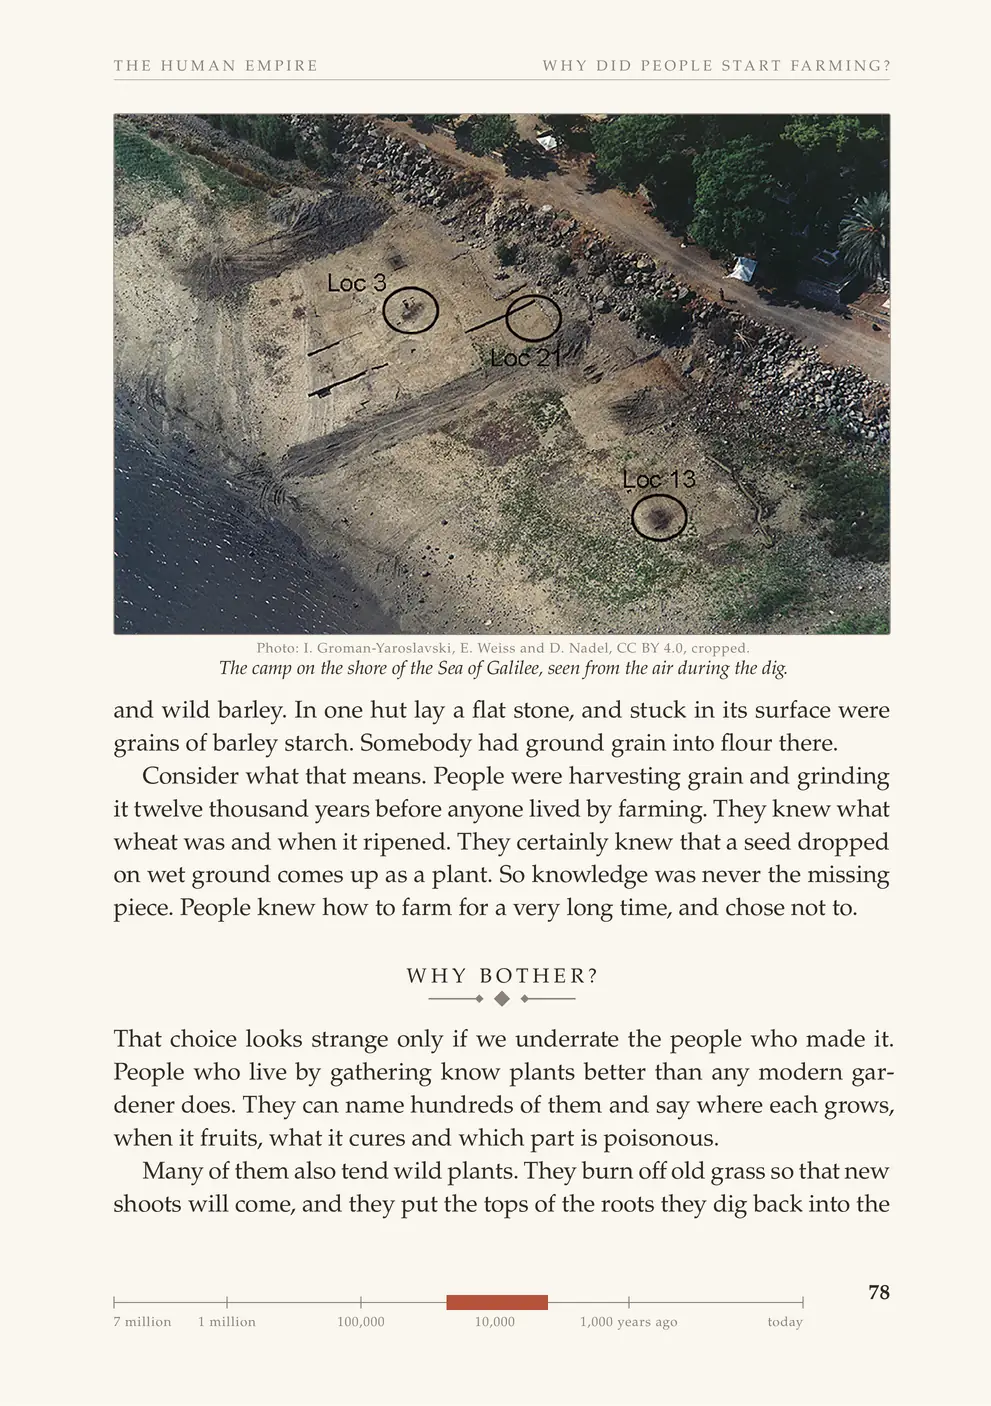 THE HUMAN EMPIRE
WHY DID PEOPLE START FARMING?
Loc 3
Loc 21
Loc 13
Photo: I. Groman-Yaroslavski, E. Weiss and D. Nadel, CC BY 4.0, cropped.
The camp on the shore of the Sea of Galilee, seen from the air during the dig.
and wild barley. In one hut lay a flat stone, and stuck in its surface were
grains of barley starch. Somebody had ground grain into flour there.
Consider what that means. People were harvesting grain and grinding
it twelve thousand years before anyone lived by farming. They knew what
wheat was and when it ripened. They certainly knew that a seed dropped
on wet ground comes up as a plant. So knowledge was never the missing
piece. People knew how to farm for a very long time, and chose not to.
WHY BOTHER?
That choice looks strange only if we underrate the people who made it.
People who live by gathering know plants better than any modern gar-
dener does. They can name hundreds of them and say where each grows,
when it fruits, what it cures and which part is poisonous.
Many of them also tend wild plants. They burn off old grass so that new
shoots will come, and they put the tops of the roots they dig back into the
78
7 million
1 million
100,000
10,000
1,000 years ago
today